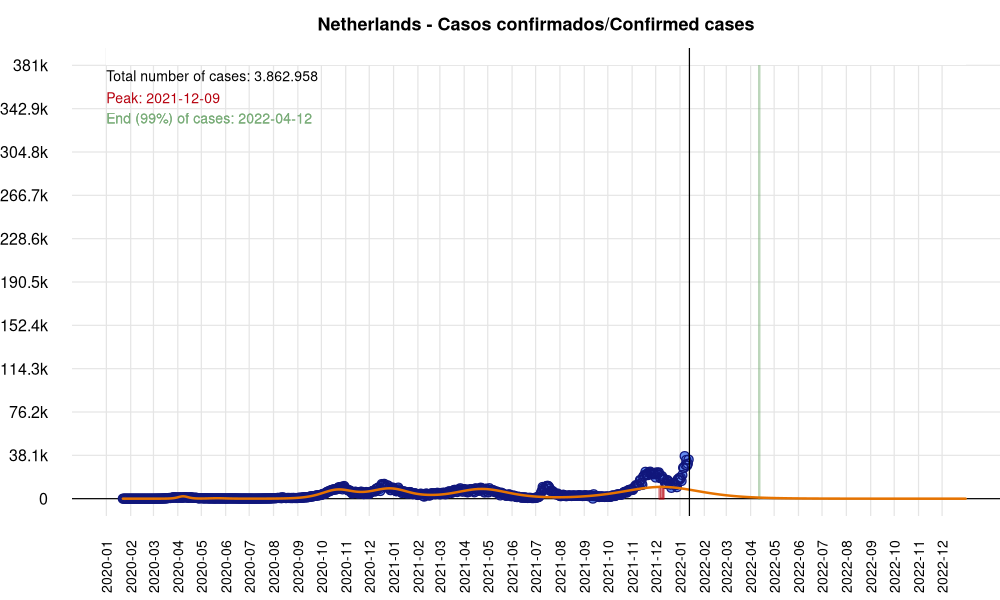 Netherlands - Casos confirmados/Confirmed cases
381k
342.9k
304.8k
266.7k
228.6k
190.5k
152.4k
114.3k
76.2k
38.1k
0
Total number of cases: 3.862.958
Peak: 2021-12-09
End (99%) of cases: 2022-04-12
2020-01
2020-02
2020-03
2020-04
2020-05
2020-06
2020-07
2020-08
2020-09
2020-10
2020-11
2020-12
2021-01
2021-02
2021-03
2021-04
2021-05
2021-06
2021-07
2021-08
2021-09
2021-10
2021-11
2021-12
2022-01
2022-02
2022-03
2022-04
2022-05
2022-06
2022-07
2022-08
2022-09
2022-10
2022-11
2022-12